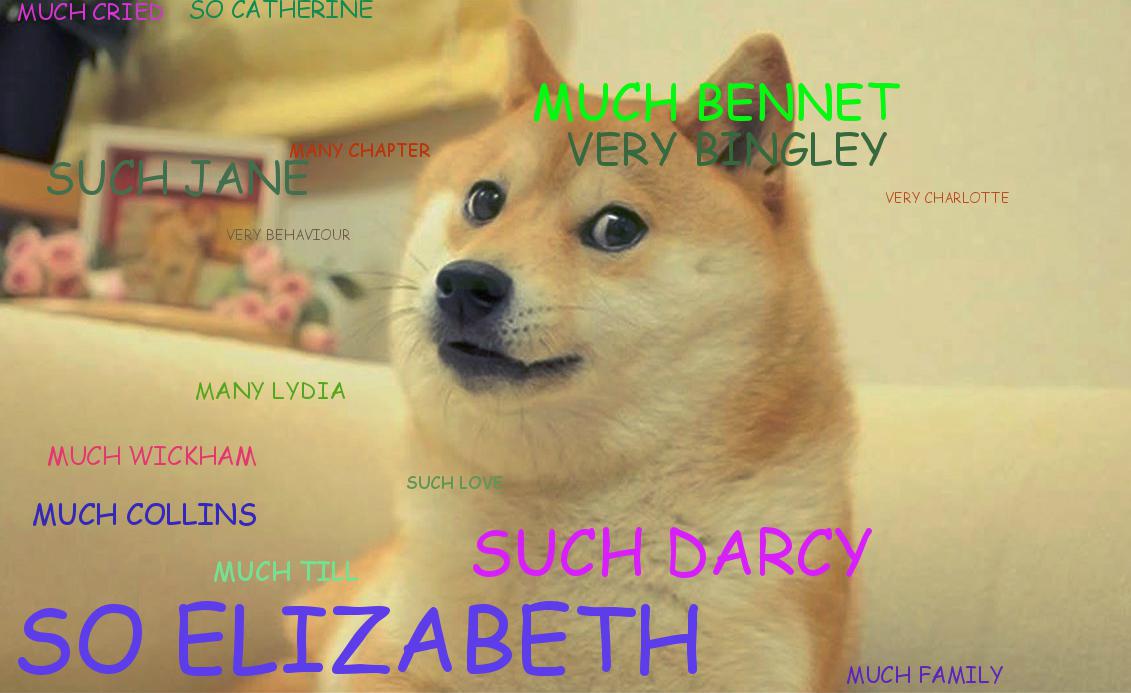 MUCH CRIED
SO CATHERINE
MUCH BENNET
VERY BINGLEY
MANY CHAPTER
SUCH JANE
VERY CHARLOTTE
VERY BEHAVIOUR
MANY LYDIA
MUCH WICKHAM
SUCH LOVE
MUCH COLLINS
SUCH DARCY
MUCH TILL
SO ELIZABETH
MUCH FAMILY